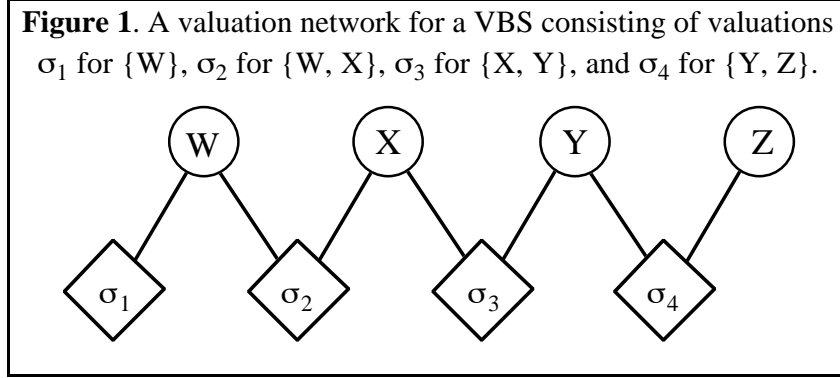 Figure 1. A valuation network for a VBS consisting of valuations
σ₁ for {W}, σ₂ for {W, X}, σ₃ for {X, Y}, and σ₄ for {Y, Z}.
W X Y Z
σ₁ σ₂ σ₃ σ₄